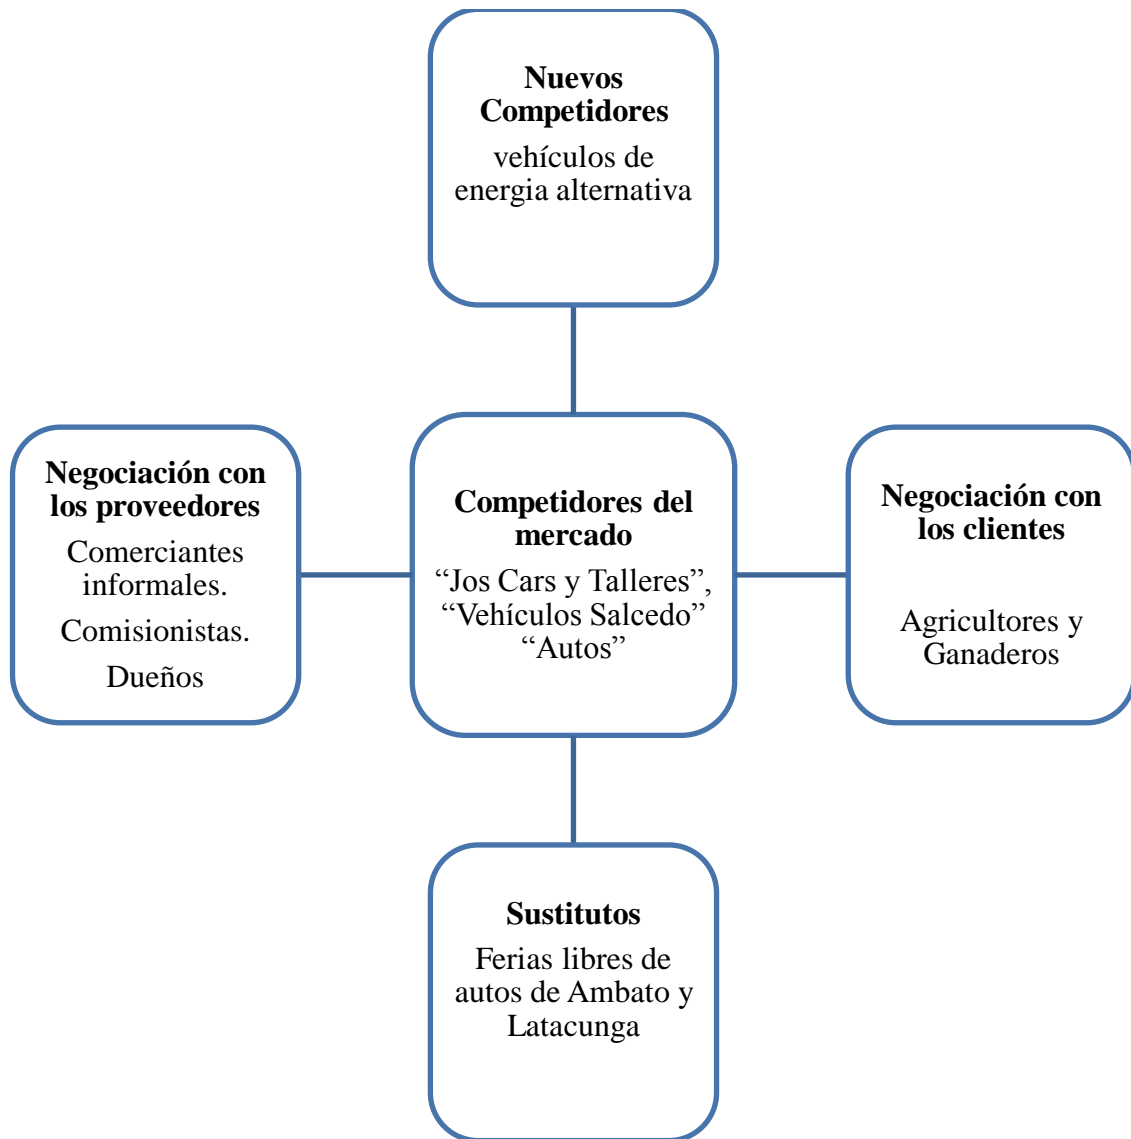 Nuevos
Competidores
vehículos de
energia alternativa
Negociación con
los proveedores
Comerciantes
informales.
Comisionistas.
Dueños
Competidores del
mercado
“Jos Cars y Talleres”,
“Vehículos Salcedo”
“Autos”
Negociación con
los clientes
Agricultores y
Ganaderos
Sustitutos
Ferias libres de
autos de Ambato y
Latacunga